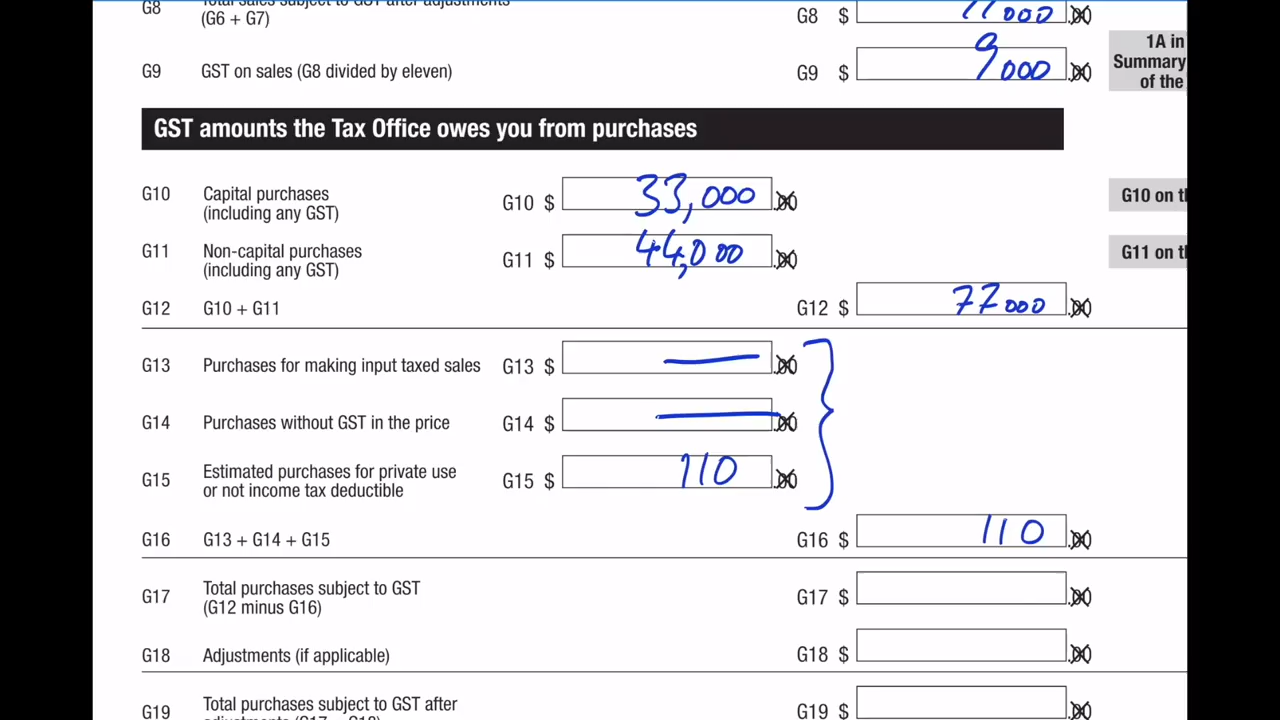 G8 Total sales subject to GST after adjustments
(G6 + G7) G8 $ 000 .00
G9 GST on sales (G8 divided by eleven) G9 $ 9000 .00
1A in
Summary
of the
GST amounts the Tax Office owes you from purchases
G10 Capital purchases
(including any GST) G10 $ 33,000 .00
G10 on
G11 Non-capital purchases
(including any GST) G11 $ 44,000 .00
G11 on
G12 G10 + G11 G12 $ 77000 .00
G13 Purchases for making input taxed sales G13 $ — .00
G14 Purchases without GST in the price G14 $ — .00
G15 Estimated purchases for private use
or not income tax deductible G15 $ 110 .00
G16 G13 + G14 + G15 G16 $ 110 .00
G17 Total purchases subject to GST
(G12 minus G16) G17 $ .00
G18 Adjustments (if applicable) G18 $ .00
G19 Total purchases subject to GST after
adjustments (G17 + G18) G19 $ .00